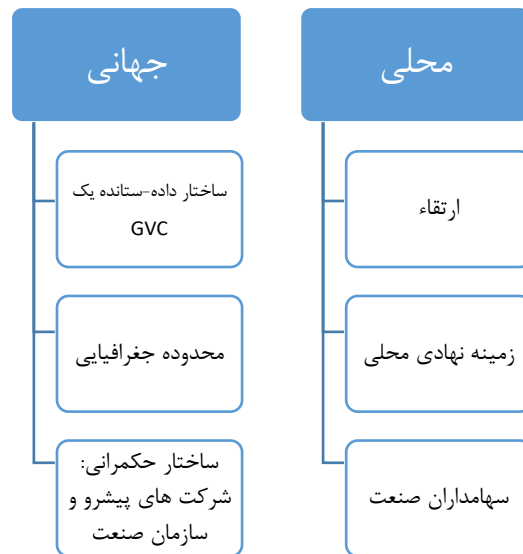 محلی
ارتقاء
زمینه نهادی محلی
سهامداران صنعت
جهانی
ساختار داده-ستانده یک
GVC
محدوده جغرافیایی
ساختار حکمرانی:
شرکت های پیشرو و
سازمان صنعت